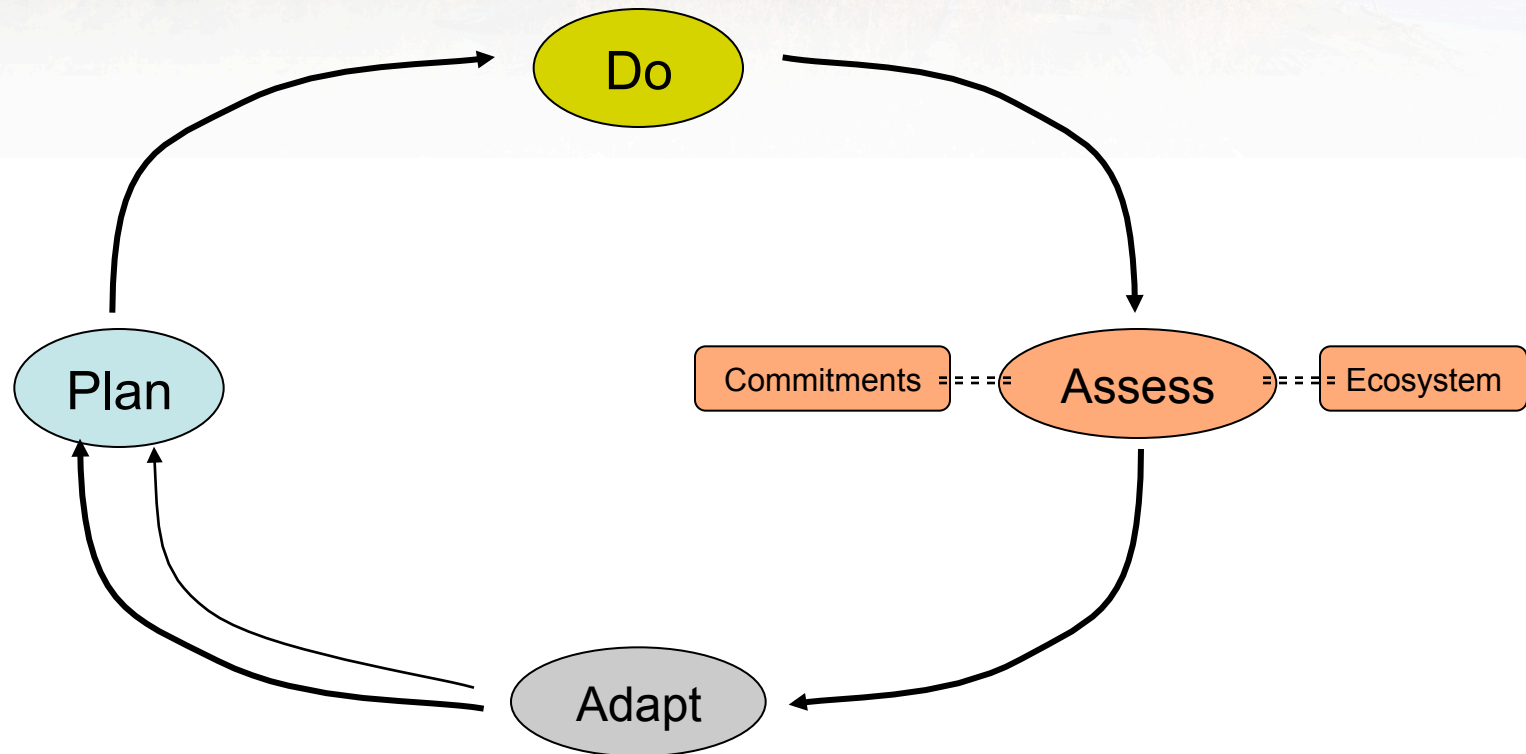 Do
Plan
Commitments
Assess
Ecosystem
Adapt